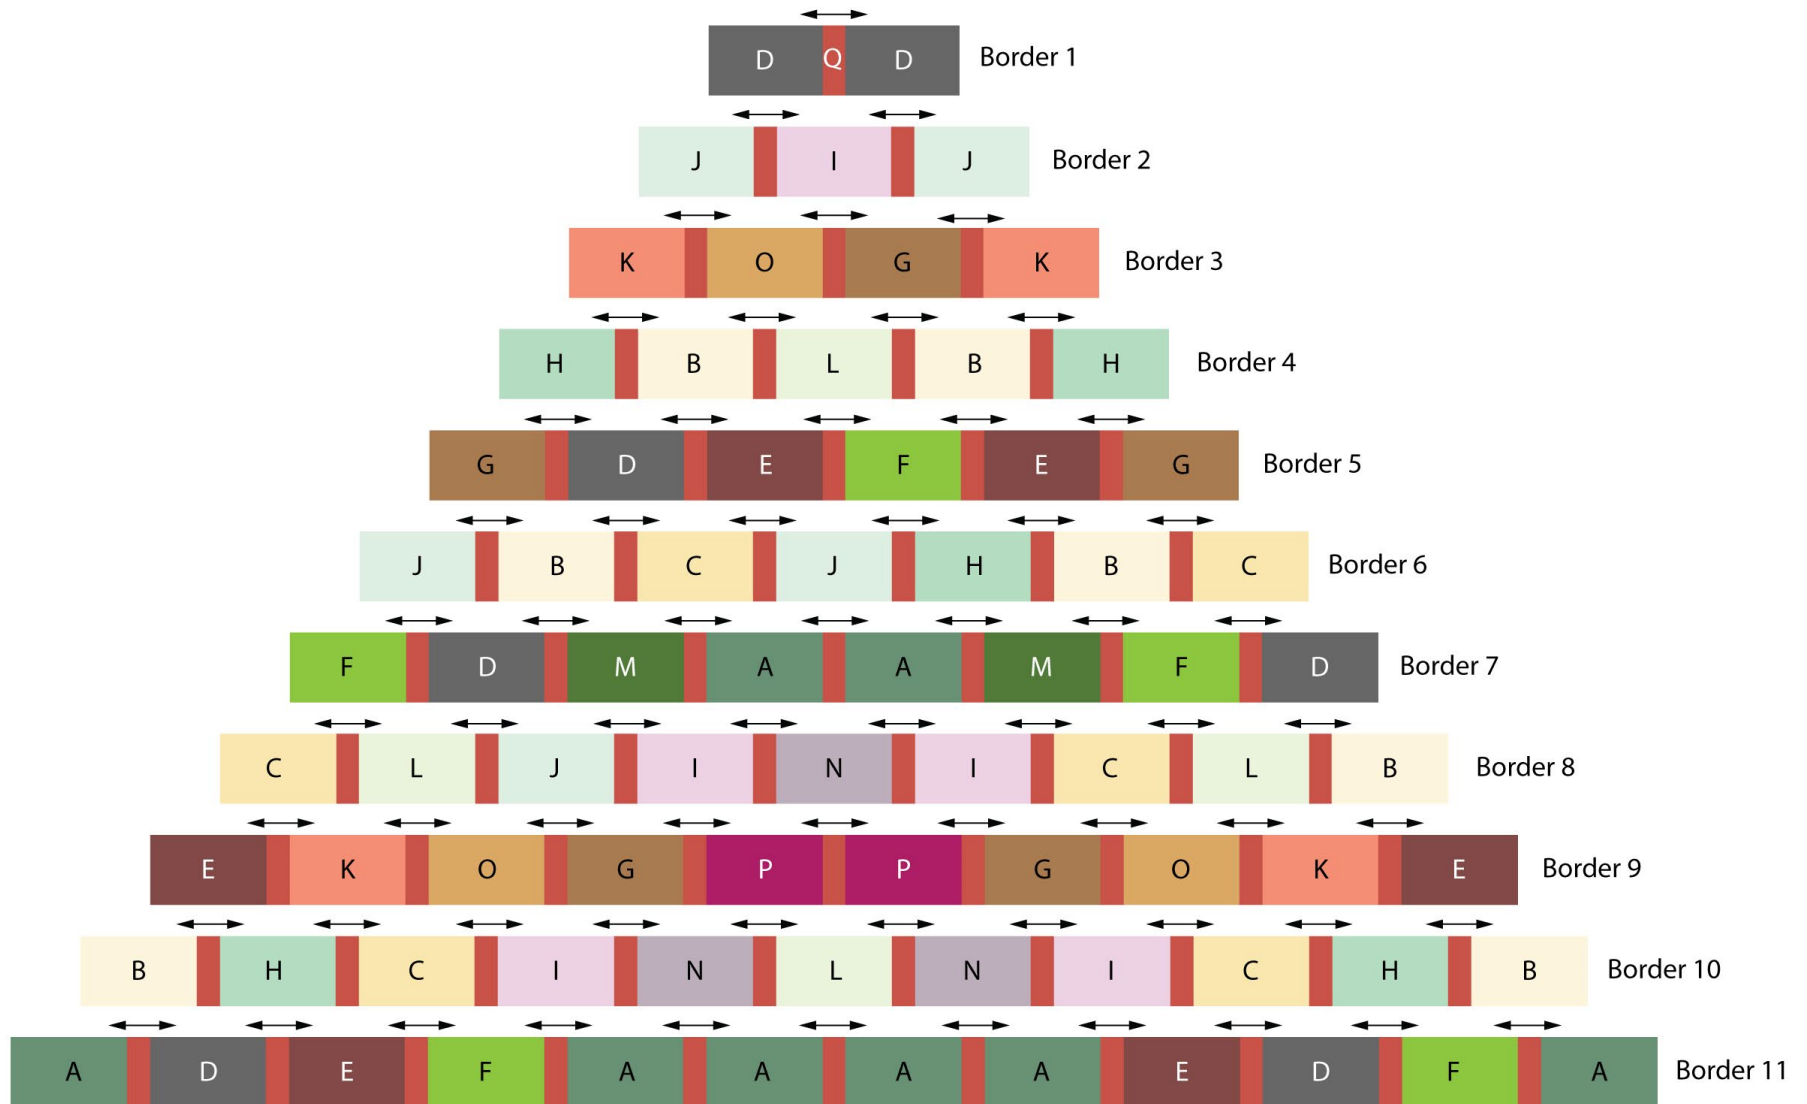 D Q D Border 1
J I J Border 2
K O G K Border 3
H B L B H Border 4
G D E F E G Border 5
J B C J H B C Border 6
F D M A A M F D Border 7
C L J I N I C L B Border 8
E K O G P P G O K E Border 9
B H C I N L N I C H B Border 10
A D E F A A A A E D F A Border 11